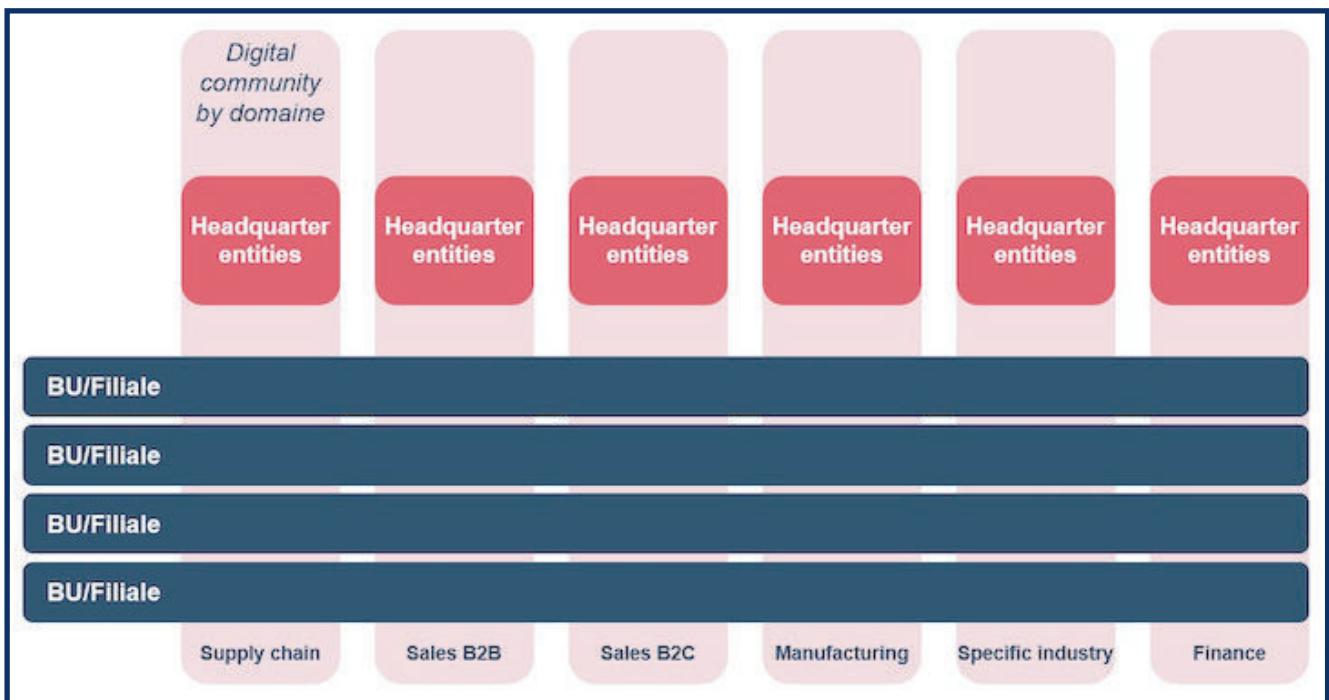 Digital
community
by domaine
Headquarter
entities
Headquarter
entities
Headquarter
entities
Headquarter
entities
Headquarter
entities
Headquarter
entities
BU/Filiale
BU/Filiale
BU/Filiale
BU/Filiale
Supply chain
Sales B2B
Sales B2C
Manufacturing
Specific industry
Finance